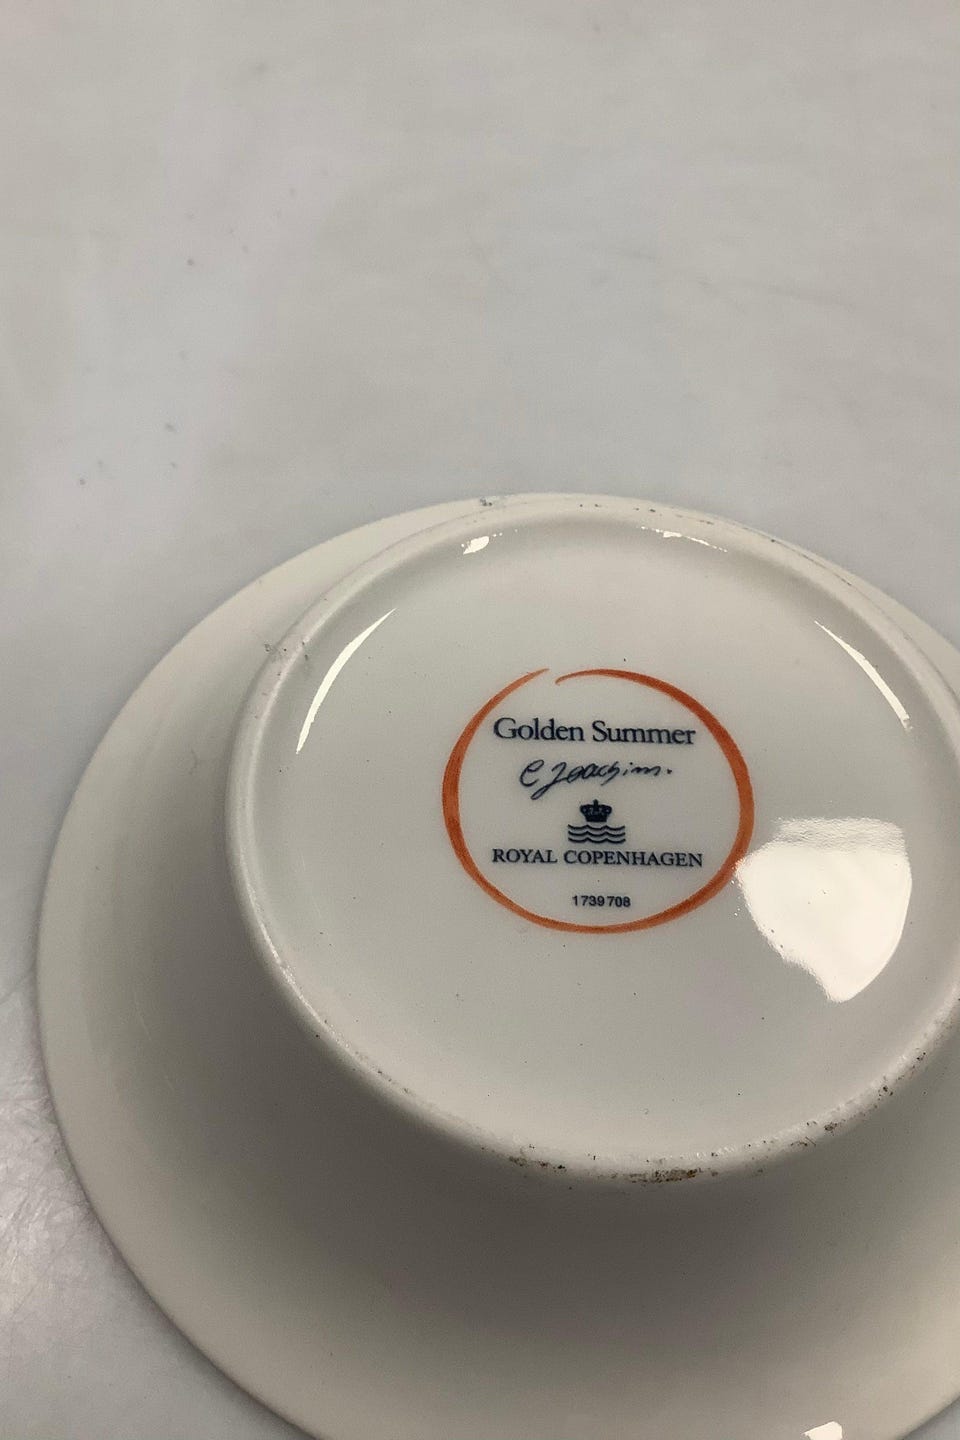 Golden Summer
C Joachim.
ROYAL COPENHAGEN
1739708